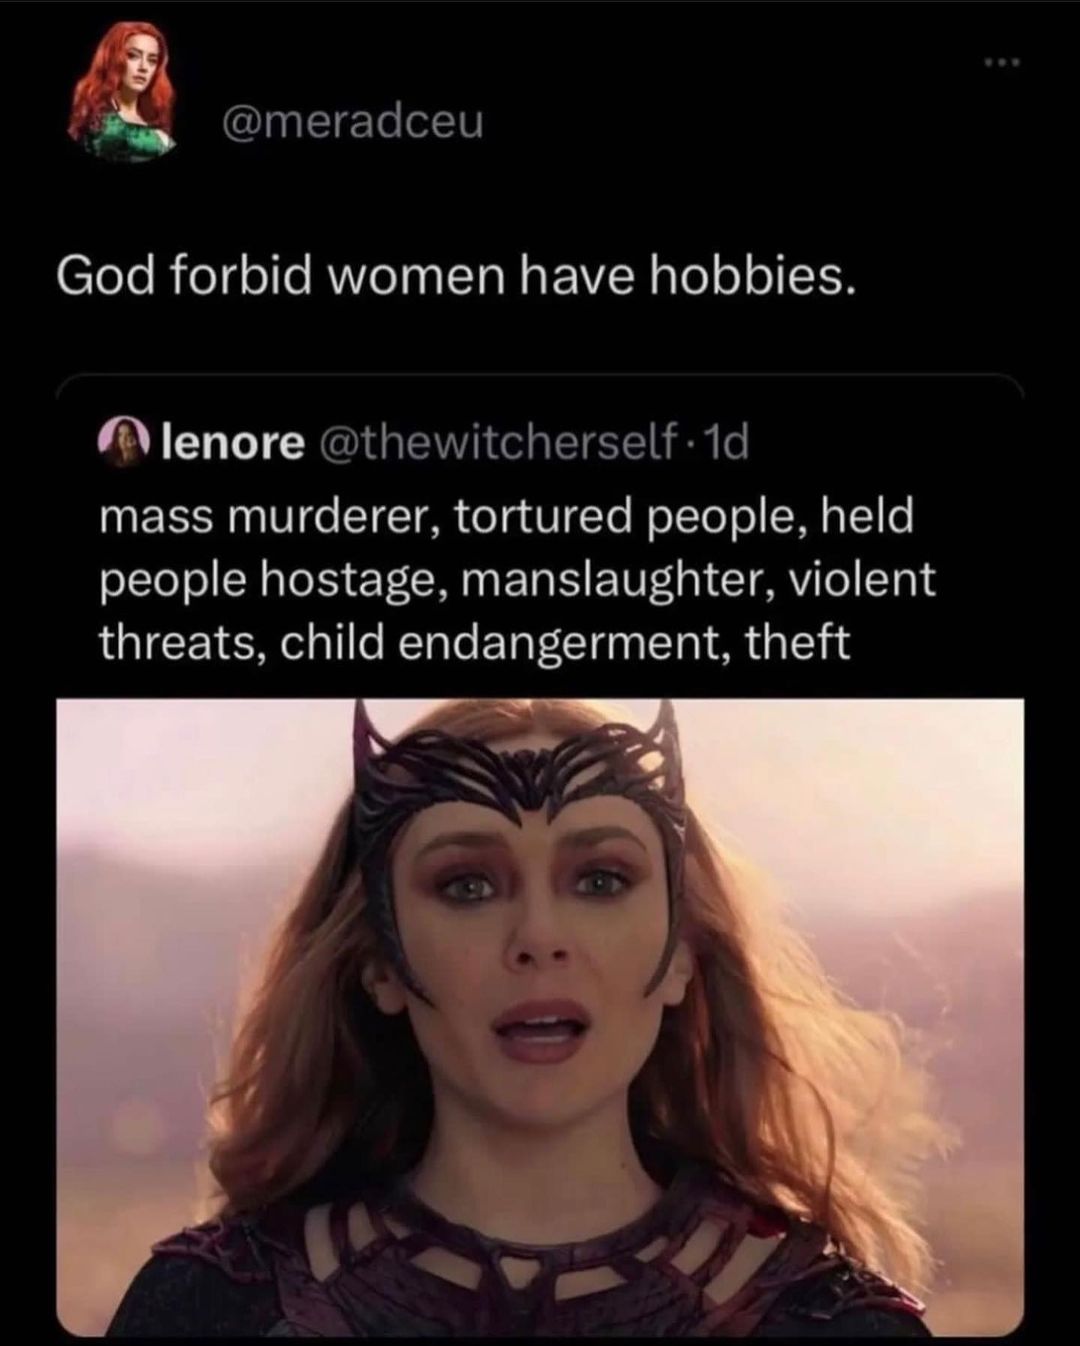 @meradceu
God forbid women have hobbies.
lenore @thewitcherself · 1d
mass murderer, tortured people, held
people hostage, manslaughter, violent
threats, child endangerment, theft